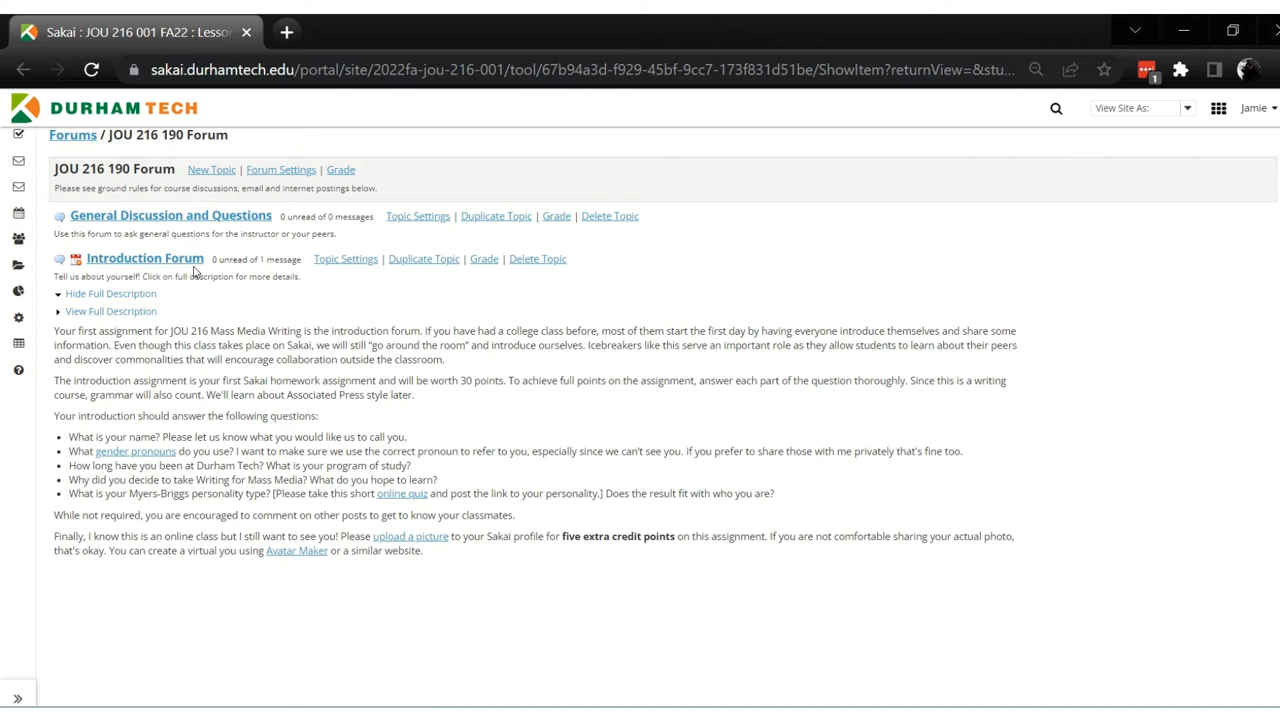 Sakai : JOU 216 001 FA22 : Lesso
sakai.durhamtech.edu/portal/site/2022fa-jou-216-001/tool/67b94a3d-f929-45bf-9cc7-173f831d51be/ShowItem?returnView=&stu...
1
DURHAM TECH
View Site As:
Jamie
Forums / JOU 216 190 Forum
JOU 216 190 Forum New Topic | Forum Settings | Grade
Please see ground rules for course discussions, email and internet postings below.
General Discussion and Questions 0 unread of 0 messages Topic Settings | Duplicate Topic | Grade | Delete Topic
Use this forum to ask general questions for the instructor or your peers.
Introduction Forum 0 unread of 1 message Topic Settings | Duplicate Topic | Grade | Delete Topic
Tell us about yourself! Click on full description for more details.
Hide Full Description
View Full Description
Your first assignment for JOU 216 Mass Media Writing is the introduction forum. If you have had a college class before, most of them start the first day by having everyone introduce themselves and share some
information. Even though this class takes place on Sakai, we will still “go around the room” and introduce ourselves. Icebreakers like this serve an important role as they allow students to learn about their peers
and discover commonalities that will encourage collaboration outside the classroom.
The introduction assignment is your first Sakai homework assignment and will be worth 30 points. To achieve full points on the assignment, answer each part of the question thoroughly. Since this is a writing
course, grammar will also count. We'll learn about Associated Press style later.
Your introduction should answer the following questions:
• What is your name? Please let us know what you would like us to call you.
• What gender pronouns do you use? I want to make sure we use the correct pronoun to refer to you, especially since we can’t see you. If you prefer to share those with me privately that's fine too.
• How long have you been at Durham Tech? What is your program of study?
• Why did you decide to take Writing for Mass Media? What do you hope to learn?
• What is your Myers-Briggs personality type? [Please take this short online quiz and post the link to your personality.] Does the result fit with who you are?
While not required, you are encouraged to comment on other posts to get to know your classmates.
Finally, I know this is an online class but I still want to see you! Please upload a picture to your Sakai profile for five extra credit points on this assignment. If you are not comfortable sharing your actual photo,
that's okay. You can create a virtual you using Avatar Maker or a similar website.